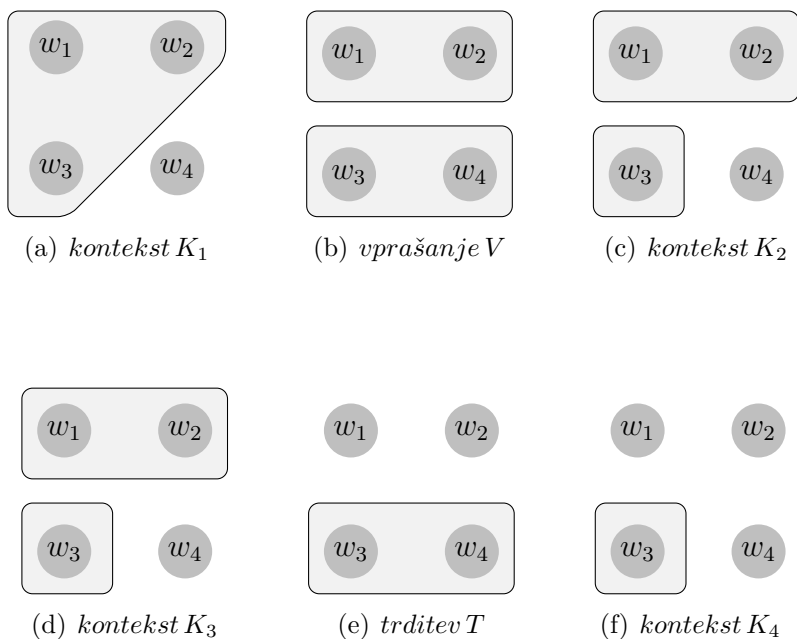 w₁ w₂ w₁ w₂ w₁ w₂
w₃ w₄ w₃ w₄ w₃ w₄
(a) kontekst K₁ (b) vprašanje V (c) kontekst K₂
w₁ w₂ w₁ w₂ w₁ w₂
w₃ w₄ w₃ w₄ w₃ w₄
(d) kontekst K₃ (e) trditev T (f) kontekst K₄